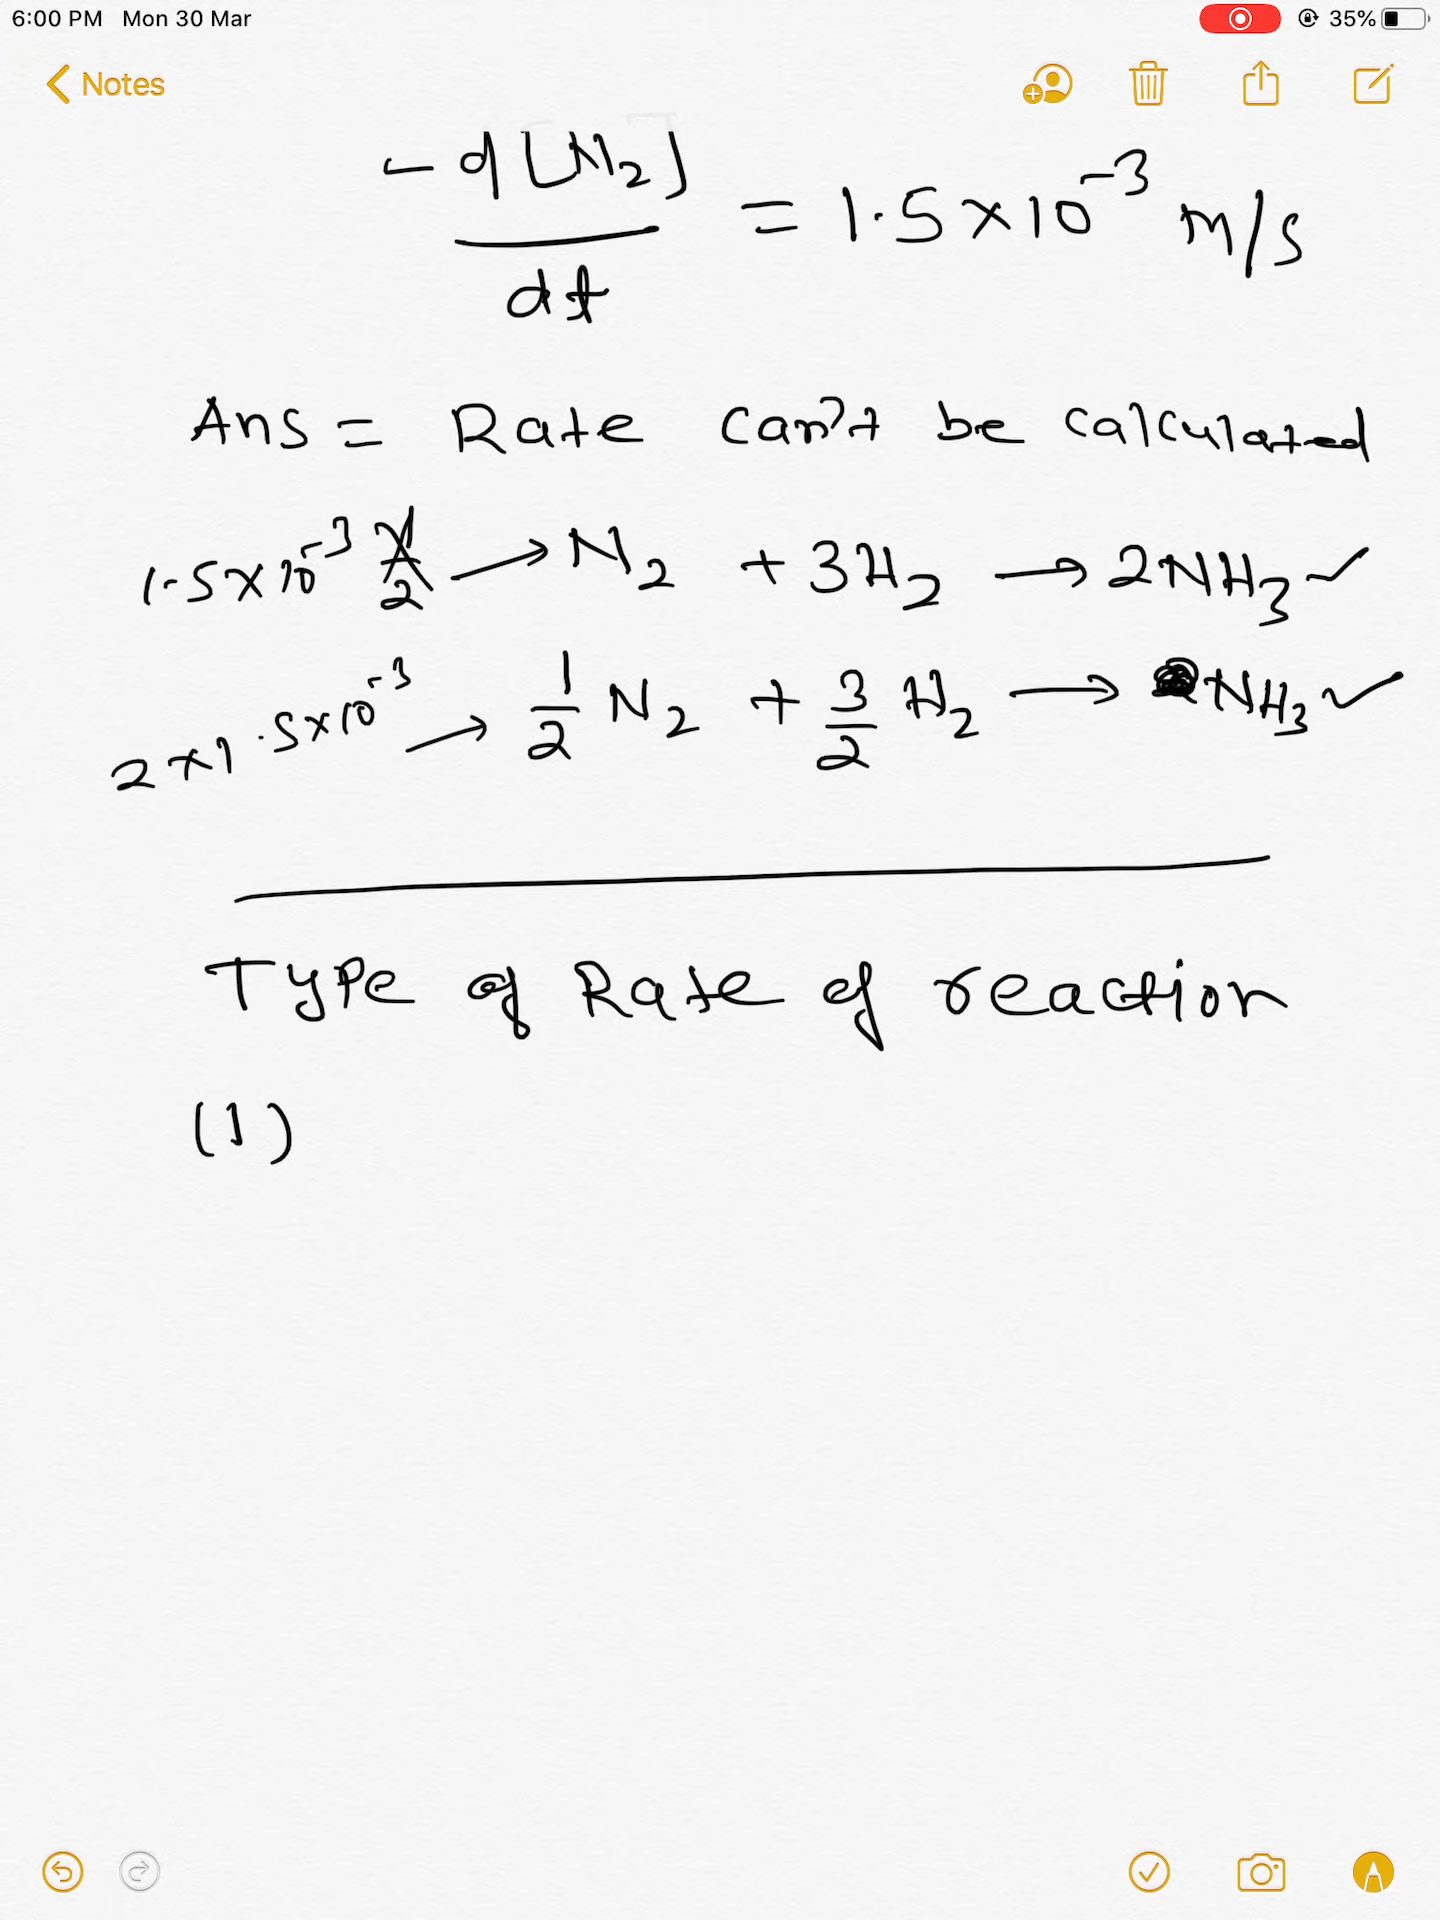 6:00 PM Mon 30 Mar 35%
Notes
-d[N₂]/dt = 1.5×10⁻³ m/s
Ans = Rate can't be calculated
1.5×10⁻³ → N₂ + 3H₂ → 2NH₃ ✓
2×1.5×10⁻³ → 1/2 N₂ + 3/2 H₂ → NH₃ ✓
Type of Rate of reaction
(1)